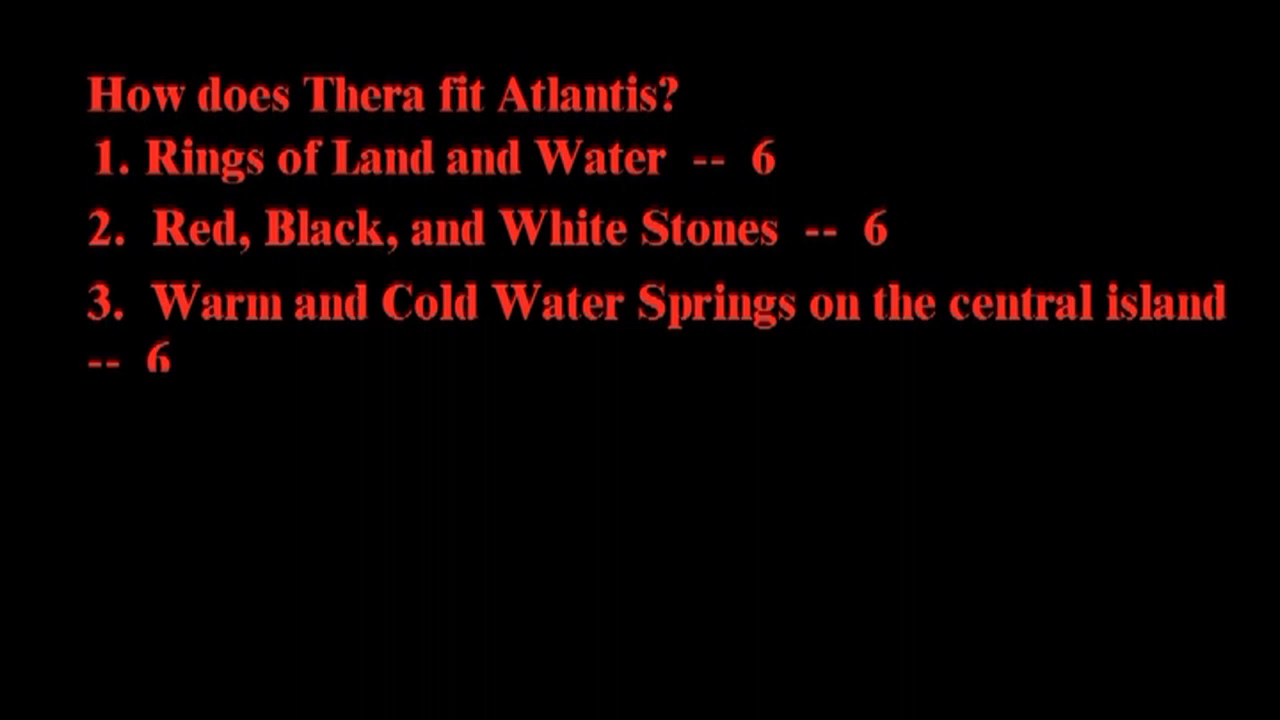 How does Thera fit Atlantis?
1. Rings of Land and Water -- 6
2. Red, Black, and White Stones -- 6
3. Warm and Cold Water Springs on the central island
-- 6